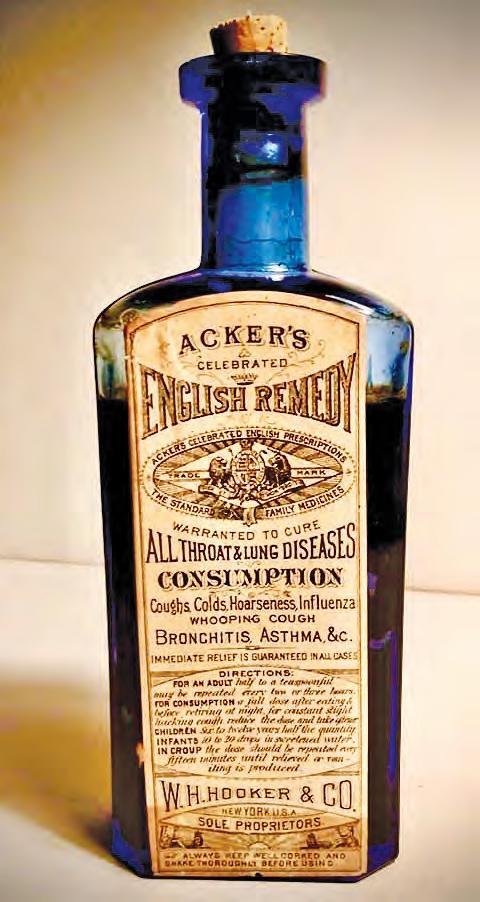 ACKER'S
CELEBRATED
ENGLISH REMEDY
ACKER'S CELEBRATED ENGLISH PRESCRIPTIONS
TRADE MARK
THE STANDARD FAMILY MEDICINES
WARRANTED TO CURE
ALL THROAT & LUNG DISEASES
CONSUMPTION
Coughs, Colds, Hoarseness, Influenza
WHOOPING COUGH
BRONCHITIS, ASTHMA, &c.
IMMEDIATE RELIEF IS GUARANTEED IN ALL CASES
DIRECTIONS:
FOR AN ADULT half to a teaspoonful
may be repeated every two or three hours.
FOR CONSUMPTION a full dose after eating &
before retiring at night, for constant slight
hacking cough reduce the dose and take often
CHILDREN Six to twelve years half the quantity
INFANTS 10 to 20 drops in sweetened water.
IN CROUP the dose should be repeated every
fifteen minutes until relieved or vom-
iting is produced.
W.H. HOOKER & CO.
NEW YORK, U.S.A.
SOLE PROPRIETORS
ALWAYS KEEP WELL CORKED AND
SHAKE THOROUGHLY BEFORE USING